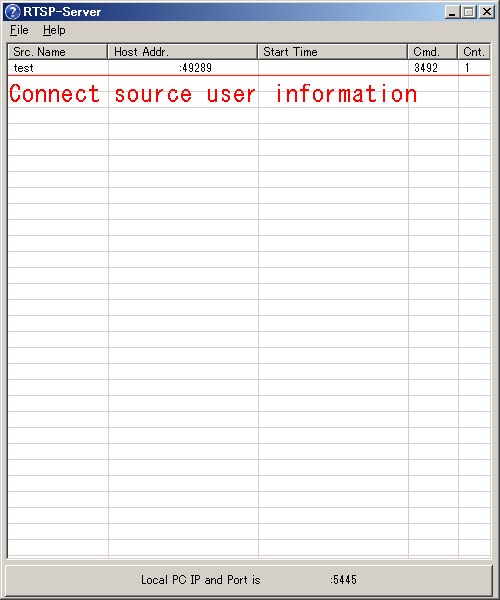 RTSP-Server
File Help
Src. Name Host Addr. Start Time Cmd. Cnt.
test :49289 3492 1
Connect source user information
Local PC IP and Port is :5445